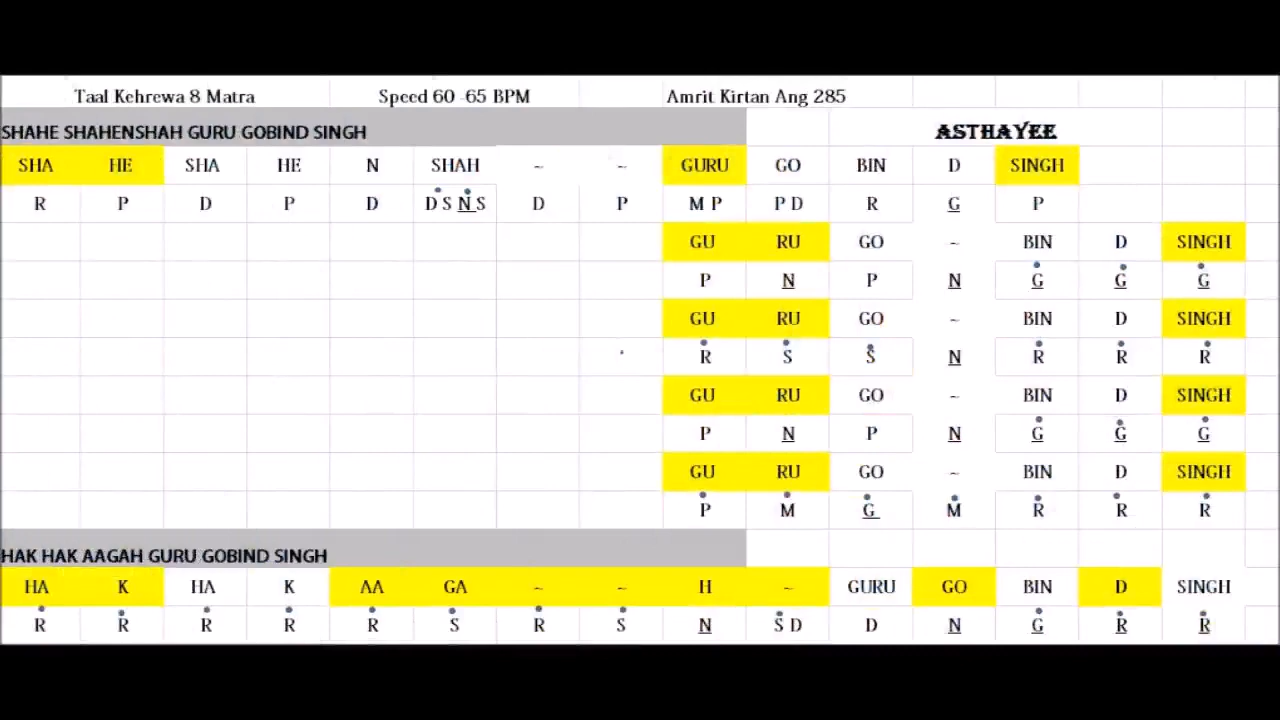 Taal Kehrewa 8 Matra Speed 60 -65 BPM Amrit Kirtan Ang 285
SHAHE SHAHENSHAH GURU GOBIND SINGH ASTHAYEE
SHA HE SHA HE N SHAH ~ ~ GURU GO BIN D SINGH
R P D P D Ḋ S Ṉ̇ S D P M P P D R G̲ P
GU RU GO ~ BIN D SINGH
P N̲ P N̲ Ġ̲ Ġ̲ Ġ̲
GU RU GO ~ BIN D SINGH
Ṙ Ṡ Ṡ N̲ Ṙ Ṙ Ṙ
GU RU GO ~ BIN D SINGH
P N̲ P N̲ Ġ̲ Ġ̲ Ġ̲
GU RU GO ~ BIN D SINGH
Ṗ Ṁ Ġ̲ Ṁ Ṙ Ṙ Ṙ
HAK HAK AAGAH GURU GOBIND SINGH
HA K HA K AA GA ~ ~ H ~ GURU GO BIN D SINGH
Ṙ Ṙ Ṙ Ṙ Ṙ Ṡ Ṙ Ṡ N̲ Ṡ D D N̲ Ġ̲ Ṙ̲ Ṙ̲